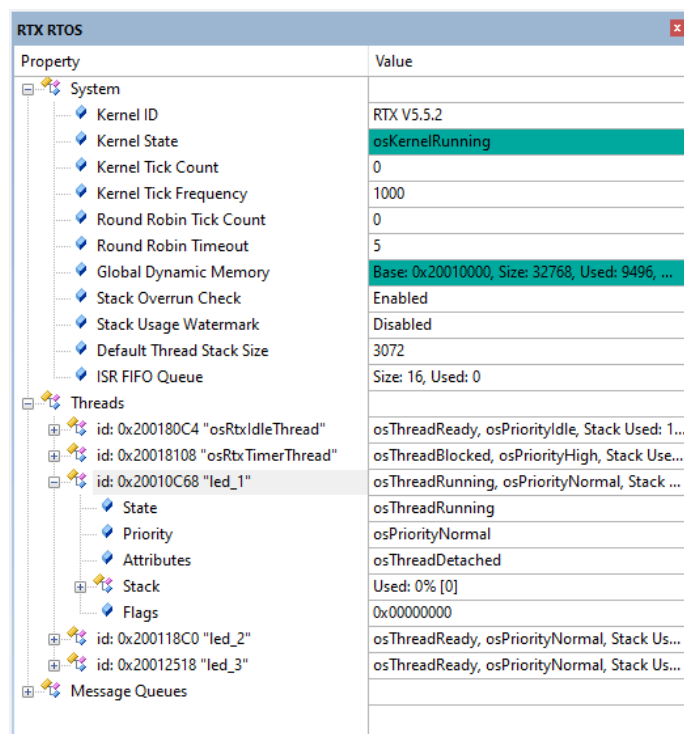 RTX RTOS
Property Value
System
Kernel ID RTX V5.5.2
Kernel State osKernelRunning
Kernel Tick Count 0
Kernel Tick Frequency 1000
Round Robin Tick Count 0
Round Robin Timeout 5
Global Dynamic Memory Base: 0x20010000, Size: 32768, Used: 9496, ...
Stack Overrun Check Enabled
Stack Usage Watermark Disabled
Default Thread Stack Size 3072
ISR FIFO Queue Size: 16, Used: 0
Threads
id: 0x200180C4 "osRtxIdleThread" osThreadReady, osPriorityIdle, Stack Used: 1...
id: 0x20018108 "osRtxTimerThread" osThreadBlocked, osPriorityHigh, Stack Use...
id: 0x20010C68 "led_1" osThreadRunning, osPriorityNormal, Stack ...
State osThreadRunning
Priority osPriorityNormal
Attributes osThreadDetached
Stack Used: 0% [0]
Flags 0x00000000
id: 0x200118C0 "led_2" osThreadReady, osPriorityNormal, Stack Us...
id: 0x20012518 "led_3" osThreadReady, osPriorityNormal, Stack Us...
Message Queues